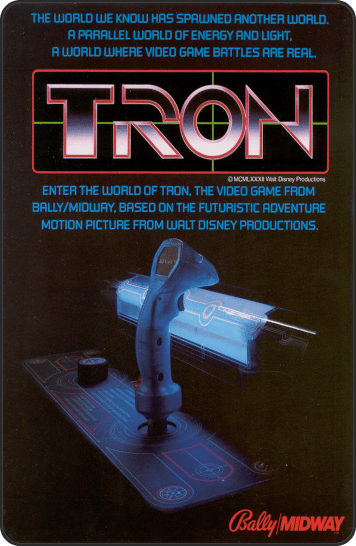 THE WORLD WE KNOW HAS SPAWNED ANOTHER WORLD.
A PARALLEL WORLD OF ENERGY AND LIGHT,
A WORLD WHERE VIDEO GAME BATTLES ARE REAL.
TRON
© MCMLXXXII Walt Disney Productions
ENTER THE WORLD OF TRON, THE VIDEO GAME FROM
BALLY/MIDWAY, BASED ON THE FUTURISTIC ADVENTURE
MOTION PICTURE FROM WALT DISNEY PRODUCTIONS.
Bally/MIDWAY